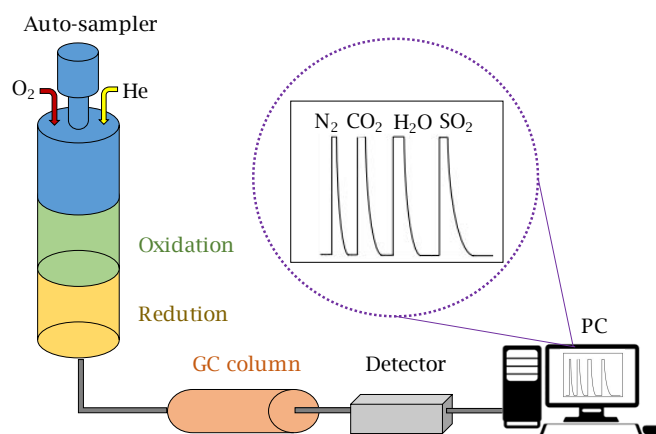 Auto-sampler
O₂
He
N₂ CO₂ H₂O SO₂
Oxidation
Redution
PC
GC column
Detector